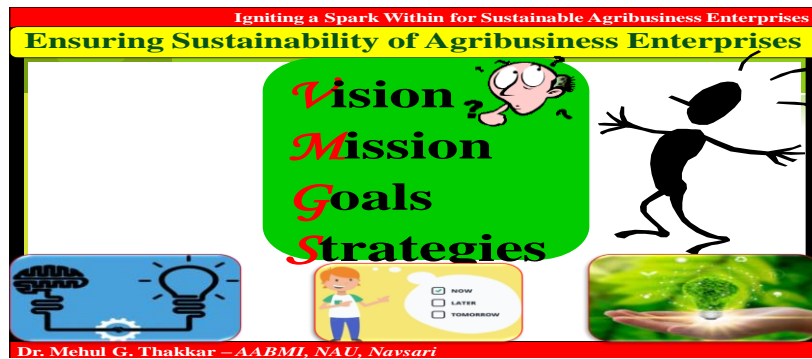 Igniting a Spark Within for Sustainable Agribusiness Enterprises
Ensuring Sustainability of Agribusiness Enterprises
Vision
Mission
Goals
Strategies
NOW
LATER
TOMORROW
Dr. Mehul G. Thakkar – AABMI, NAU, Navsari